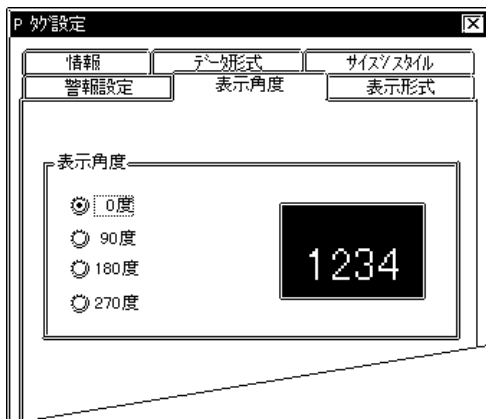 P ﾀｸﾞ設定
情報 ﾃﾞｰﾀ形式 ｻｲｽﾞ/ｽﾀｲﾙ
警報設定 表示角度 表示形式
表示角度
0度
90度
180度
270度
1234